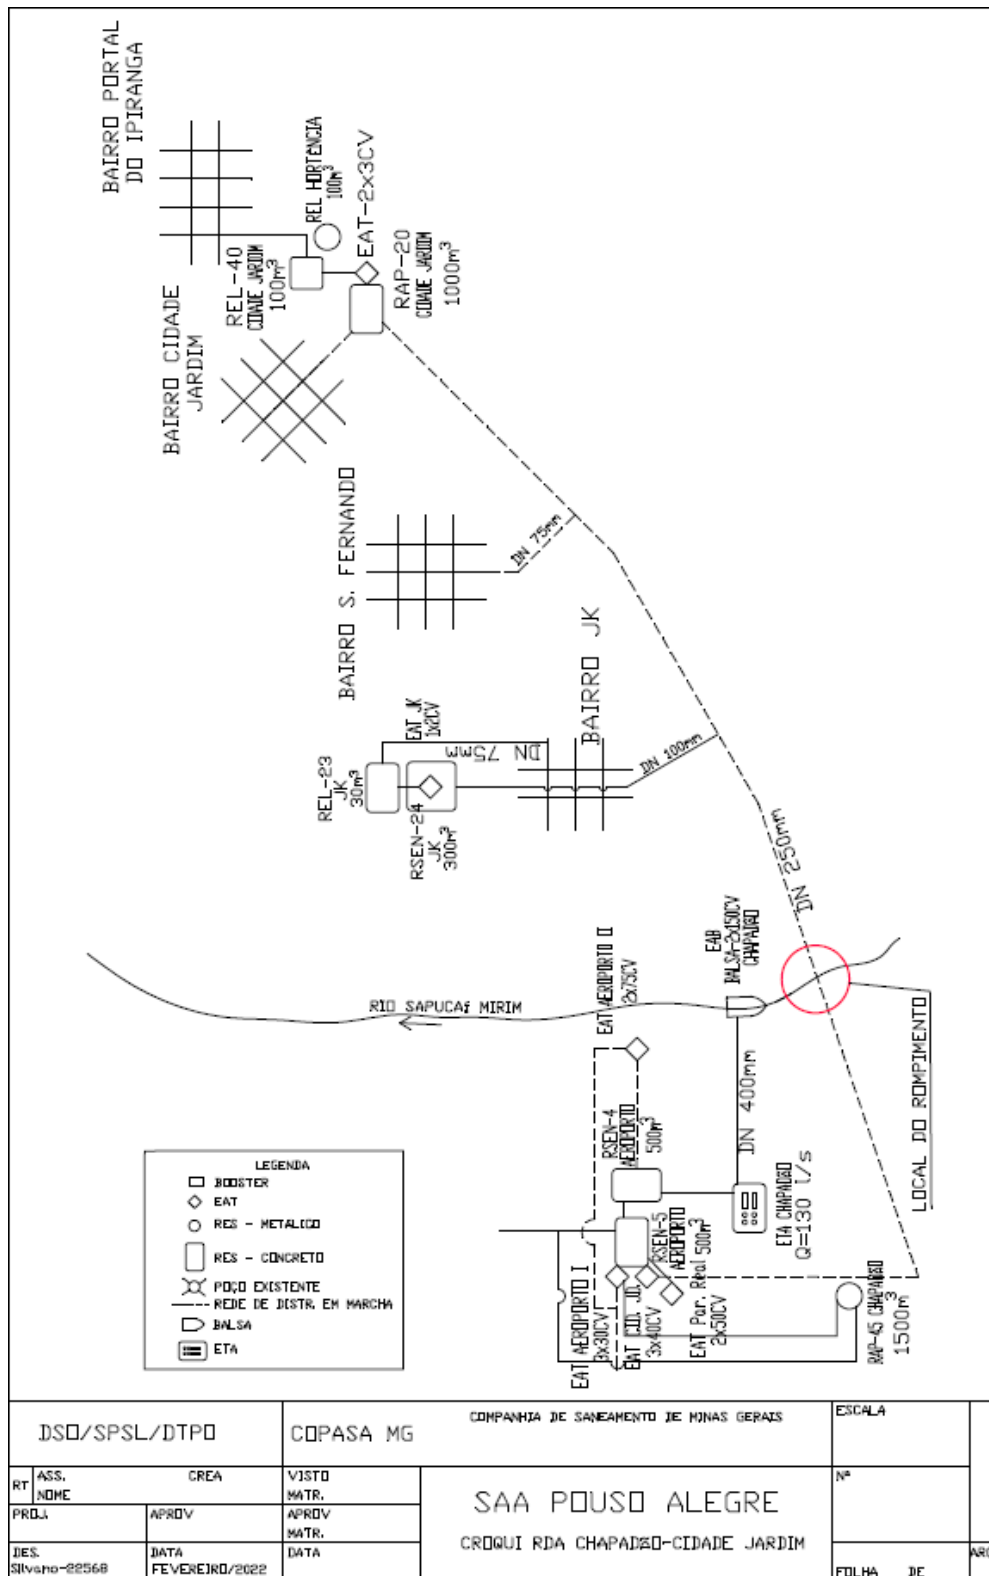 BAIRRO PORTAL
DO IPIRANGA
REL HORTENCIA
100m³
EAT-2x3CV
REL-40
CIDADE JARDIM
100m³
RAP-20
CIDADE JARDIM
1000m³
BAIRRO CIDADE
JARDIM
BAIRRO S. FERNANDO
DN 75mm
BAIRRO JK
EAT JK
1x2CV
DN 75mm
DN 100mm
REL-23
JK
30m³
RSEN-24
JK
300m³
DN 250mm
EAB
BALSA-2x150CV
CHAPADÃO
EAT AEROPORTO II
2x75CV
RIO SAPUCAí MIRIM
LOCAL DO ROMPIMENTO
DN 400mm
RSEN-4
AEROPORTO
500m³
ETA CHAPADÃO
Q=130 l/s
RSEN-5
AEROPORTO
500m³
EAT AEROPORTO I
3x30CV
EAT CID. JD.
3x40CV
EAT Par. Real
2x50CV
RAP-45 CHAPADÃO
1500m³
LEGENDA
BOOSTER
EAT
RES - METALICO
RES - CONCRETO
POÇO EXISTENTE
REDE DE DISTR. EM MARCHA
BALSA
ETA
DSO/SPSL/DTPO
COPASA MG
COMPANHIA DE SANEAMENTO DE MINAS GERAIS
ESCALA
RT
ASS.
CREA
NOME
VISTO
MATR.
Nº
PROJ.
APROV
APROV
MATR.
SAA POUSO ALEGRE
CROQUI RDA CHAPADÃO-CIDADE JARDIM
DES.
Silvano-22568
DATA
FEVEREIRO/2022
DATA
FOLHA DE
ARQ